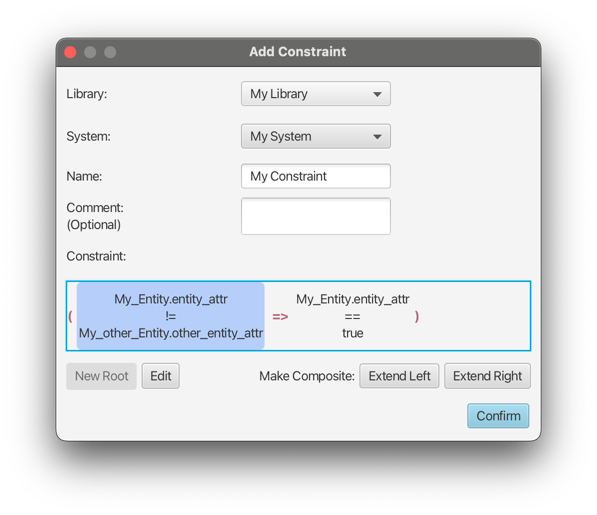 Add Constraint
Library:
My Library
System:
My System
Name:
My Constraint
Comment:
(Optional)
Constraint:
My_Entity.entity_attr
!=
My_other_Entity.other_entity_attr
(
=>
My_Entity.entity_attr
==
true
)
New Root
Edit
Make Composite:
Extend Left
Extend Right
Confirm